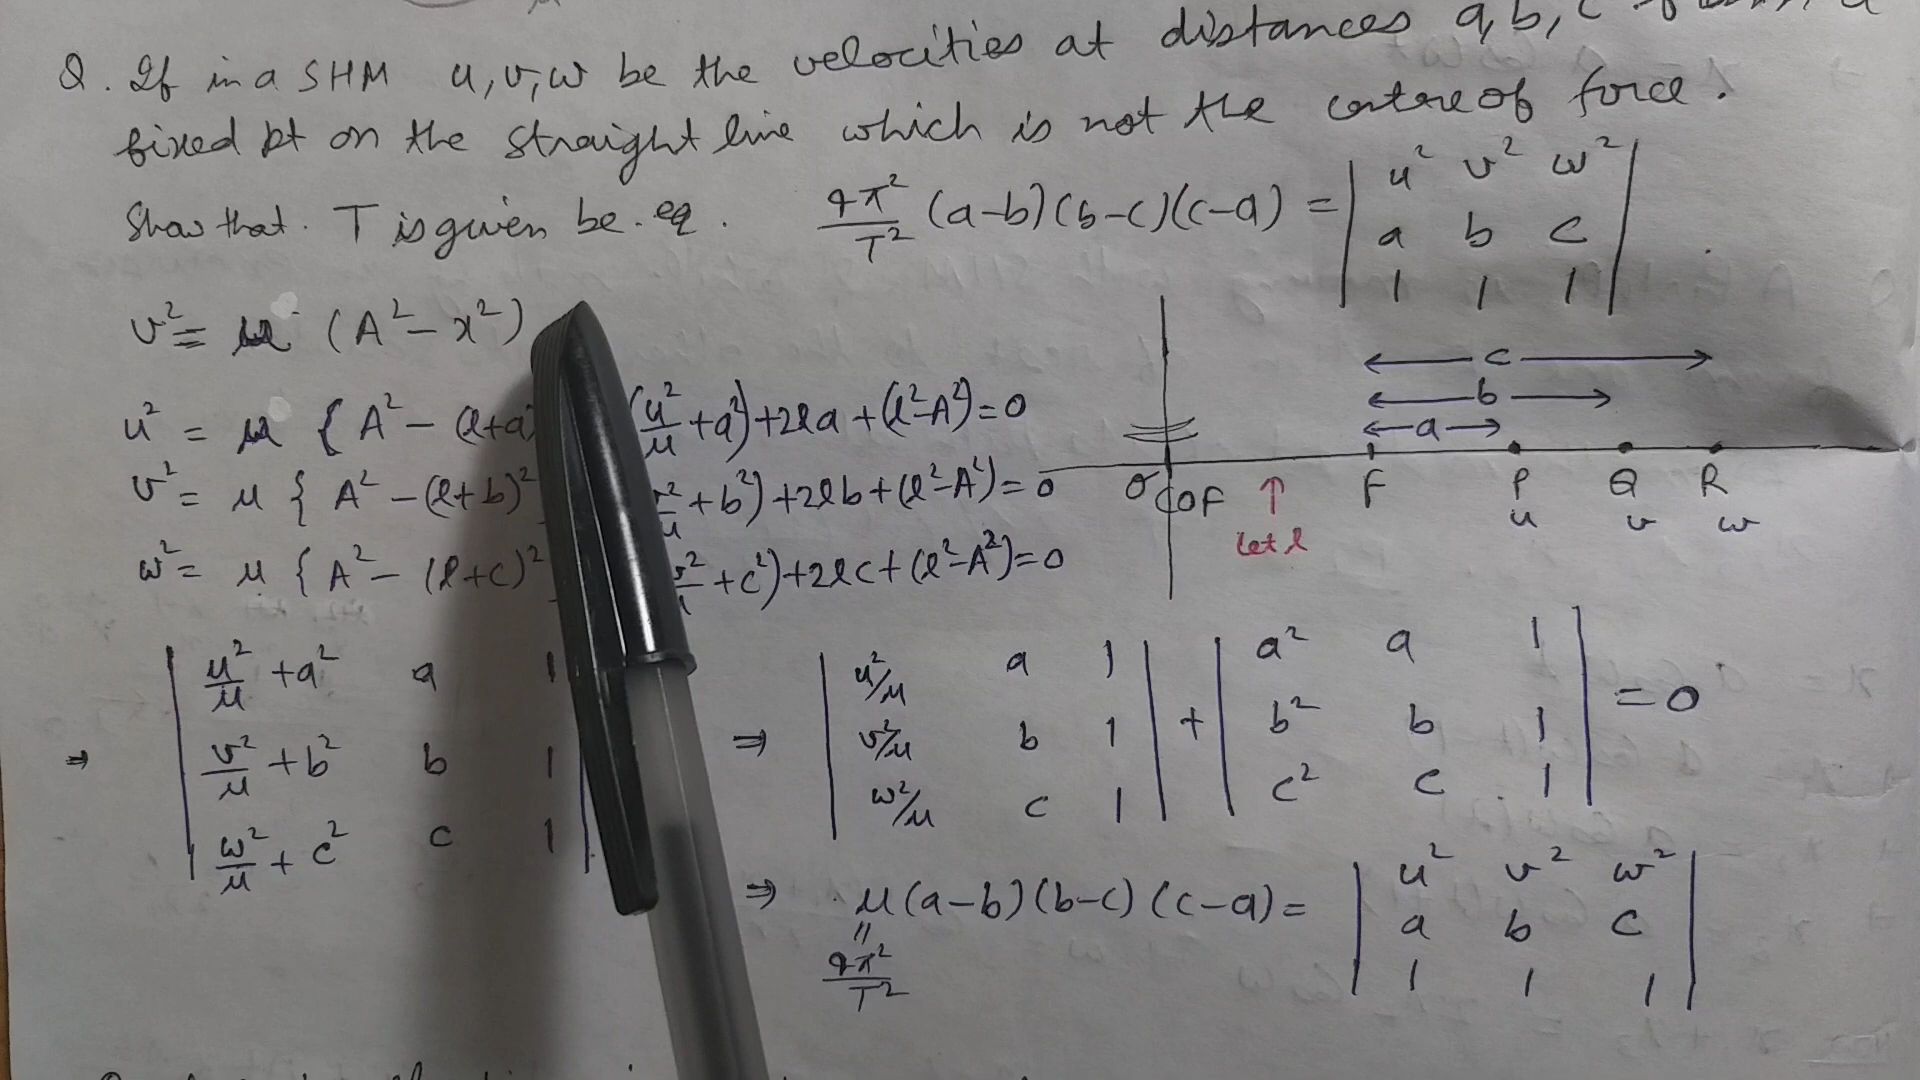 Q. If in a SHM u,v,w be the velocities at distances a,b,c
fixed pt on the straight line which is not the centre of force.
Show that. T is given be. eq. 4π²/T² (a-b)(b-c)(c-a) = | u² v² w² |
| a b c |
| 1 1 1 |
v² = μ (A² - x²)
u² = μ { A² - (l+a) u²/μ + a²) + 2la + (l²-A²) = 0
v² = μ { A² - (l+b)² + b²) + 2lb + (l²-A²) = 0
w² = μ { A² - (l+c)² + c²) + 2lc + (l²-A²) = 0
c
b
a
O COF F P Q R
u v w
let l
⇒ | u²/μ + a² a 1 |
| v²/μ + b² b 1 |
| w²/μ + c² c 1 |
⇒ | u²/μ a 1 | + | a² a 1 | = 0
| v²/μ b 1 | | b² b 1 |
| w²/μ c 1 | | c² c 1 |
⇒ μ(a-b)(b-c)(c-a) = | u² v² w² |
| a b c |
| 1 1 1 |
"
4π²/T²